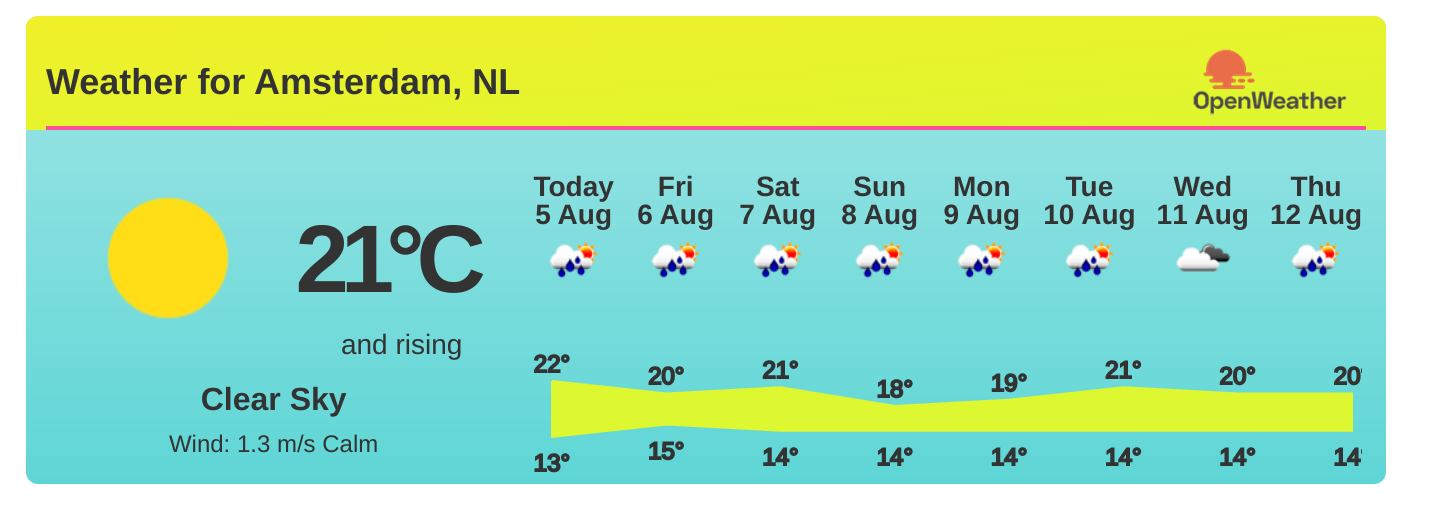 Weather for Amsterdam, NL
OpenWeather
21°C
and rising
Clear Sky
Wind: 1.3 m/s Calm
Today Fri Sat Sun Mon Tue Wed Thu
5 Aug 6 Aug 7 Aug 8 Aug 9 Aug 10 Aug 11 Aug 12 Aug
22° 20° 21° 18° 19° 21° 20° 20°
13° 15° 14° 14° 14° 14° 14° 14°